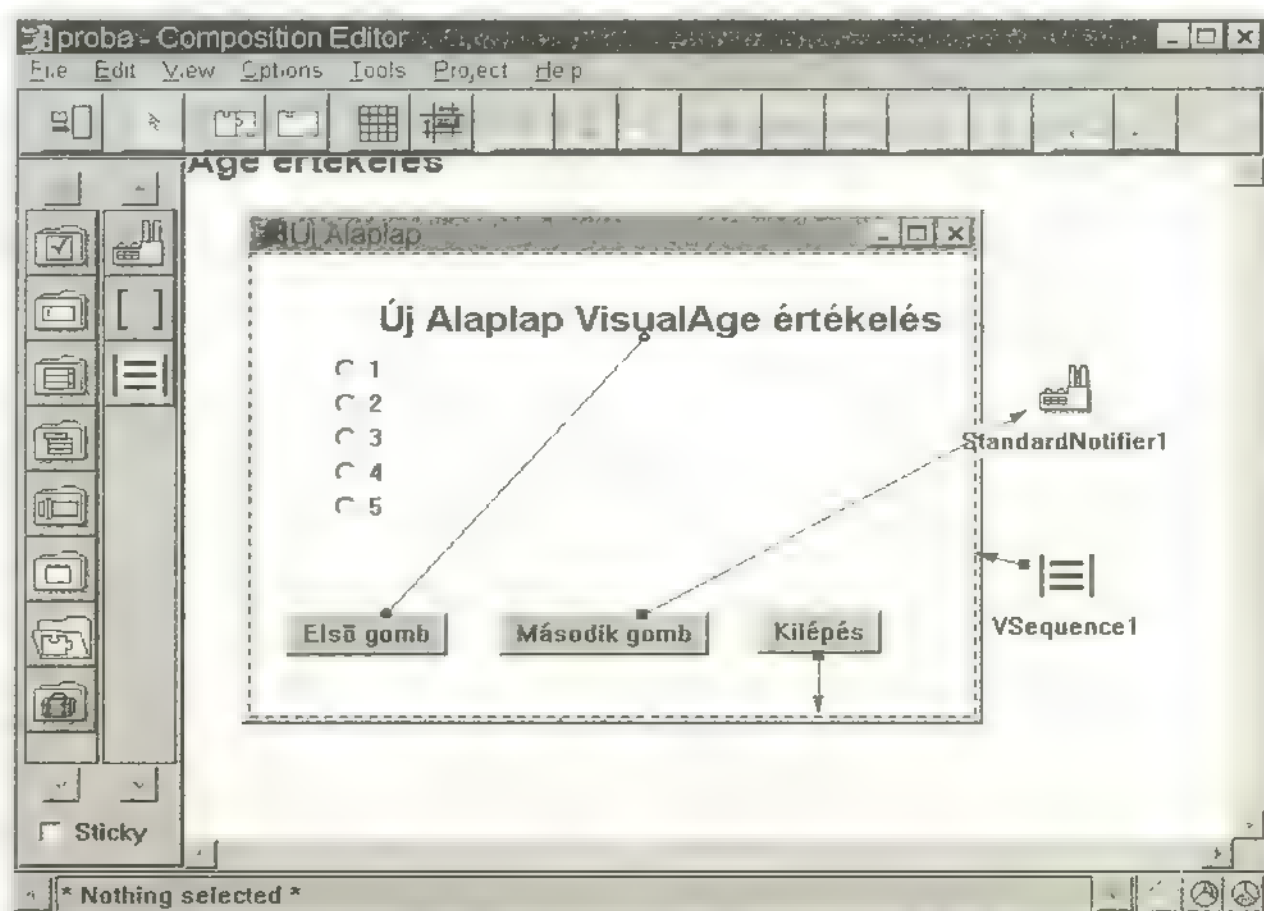 proba - Composition Editor
File Edit View Options Tools Project Help
Age értékelés
Új Alaplap
Új Alaplap VisualAge értékelés
1
2
3
4
5
StandardNotifier1
VSequence1
Első gomb
Második gomb
Kilépés
Sticky
* Nothing selected *